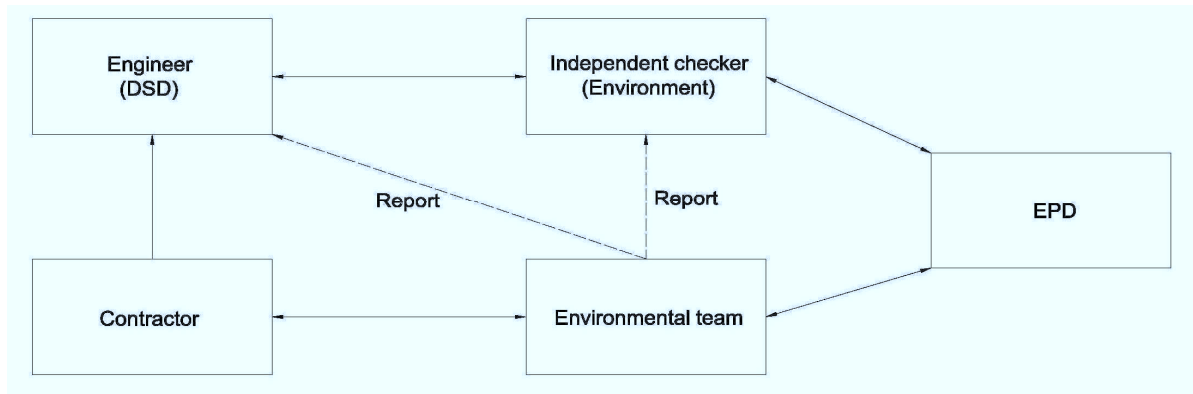 Engineer
(DSD)
Independent checker
(Environment)
Report
Report
EPD
Contractor
Environmental team